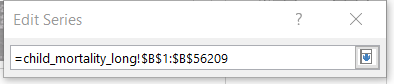 Edit Series
?
=child_mortality_long!$B$1:$B$56209